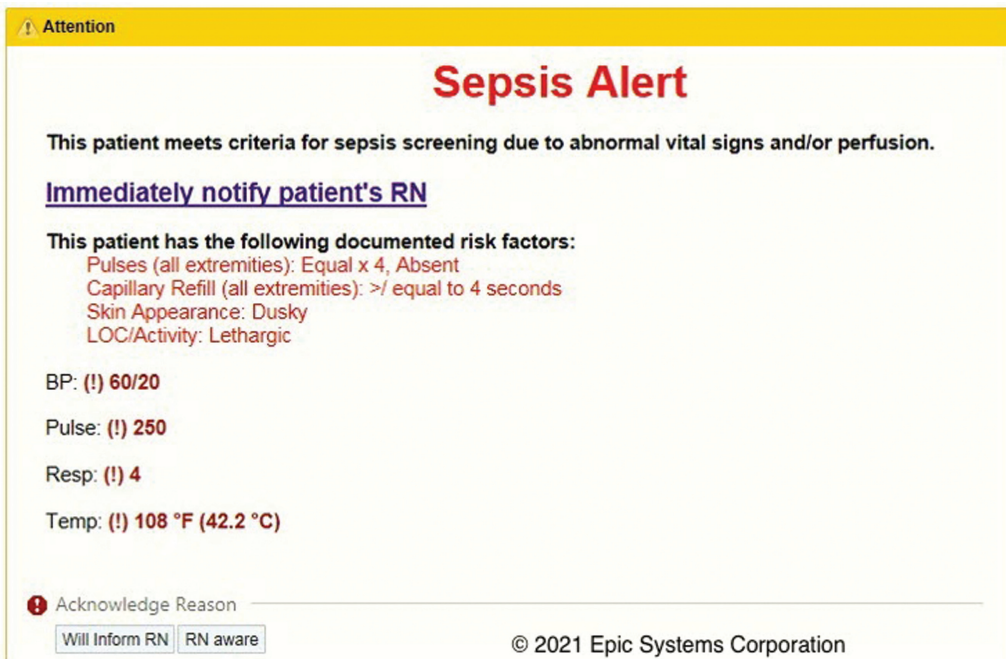 Attention
Sepsis Alert
This patient meets criteria for sepsis screening due to abnormal vital signs and/or perfusion.
Immediately notify patient's RN
This patient has the following documented risk factors:
Pulses (all extremities): Equal x 4, Absent
Capillary Refill (all extremities): >/ equal to 4 seconds
Skin Appearance: Dusky
LOC/Activity: Lethargic
BP: (!) 60/20
Pulse: (!) 250
Resp: (!) 4
Temp: (!) 108 °F (42.2 °C)
Acknowledge Reason
Will Inform RN RN aware
© 2021 Epic Systems Corporation